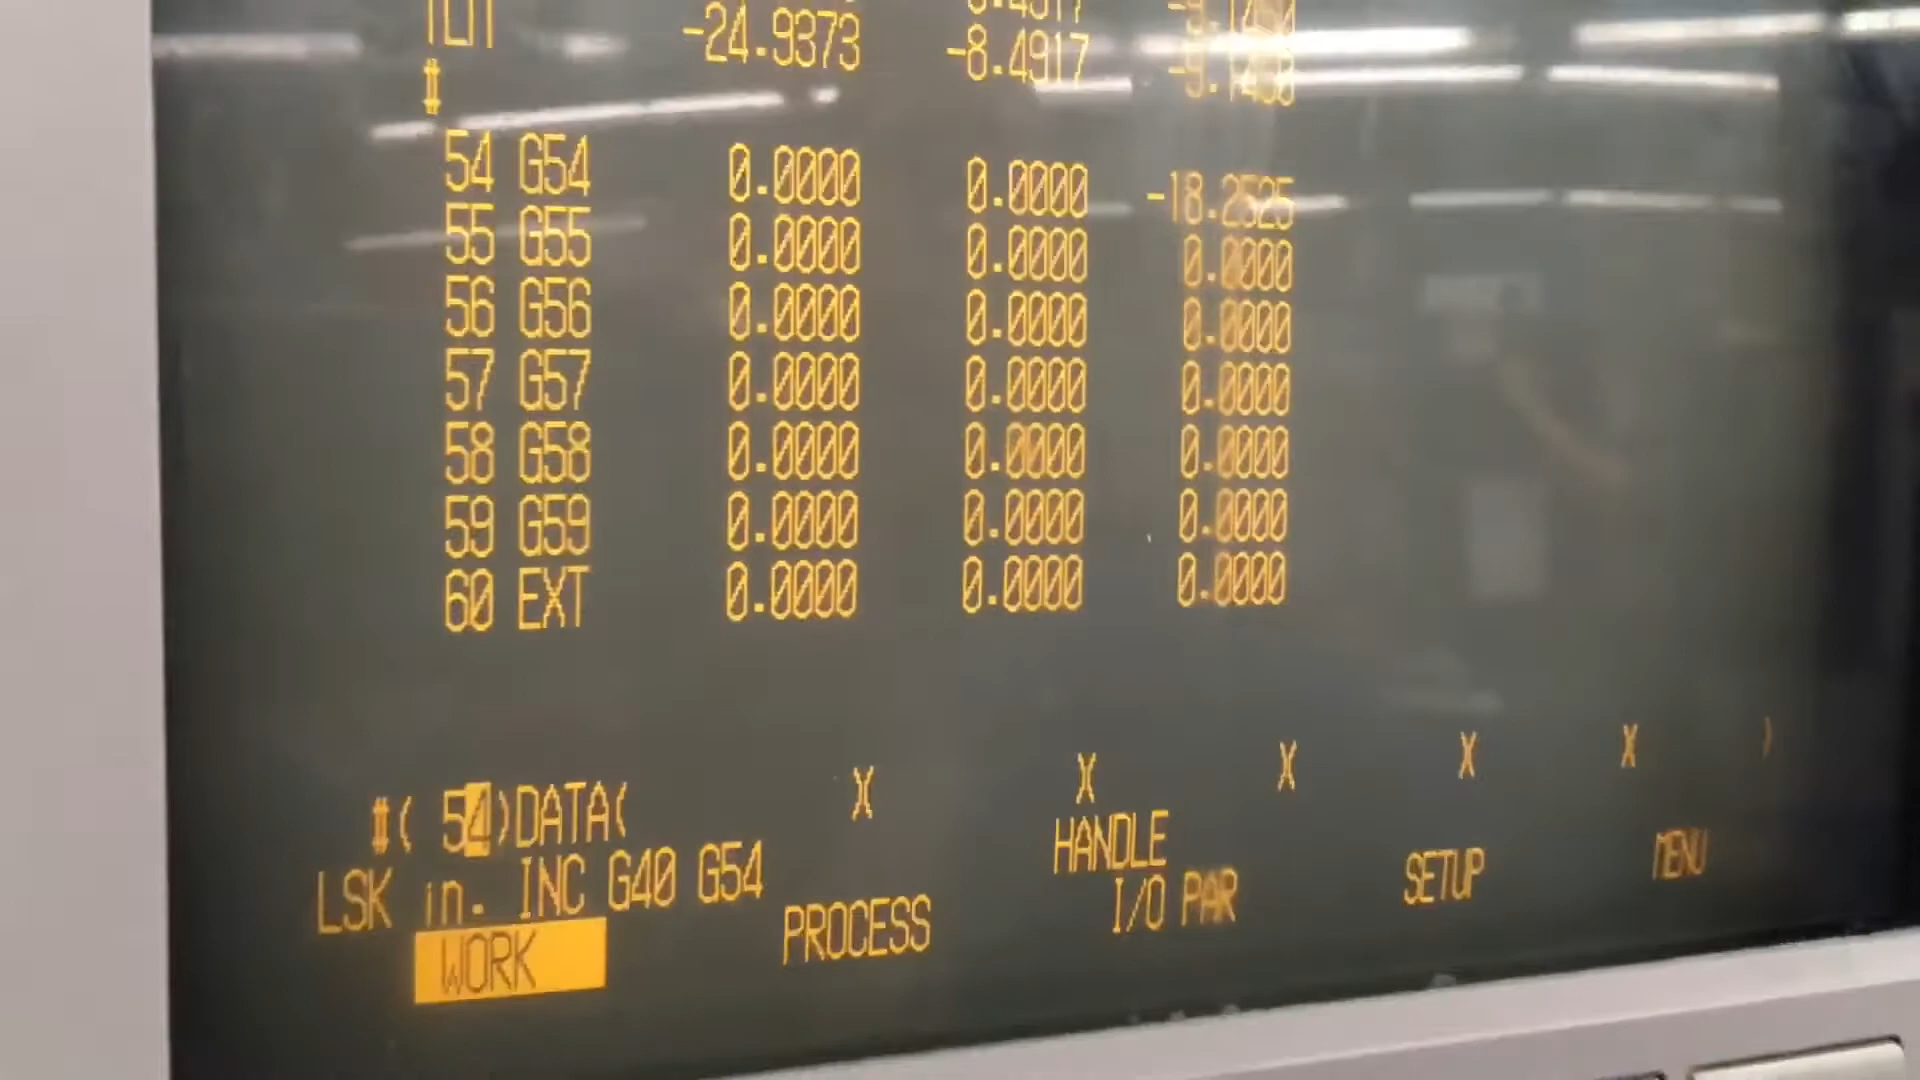 -24.9373 -8.4917
#
54 G54 0.0000 0.0000 -18.2525
55 G55 0.0000 0.0000 0.0000
56 G56 0.0000 0.0000 0.0000
57 G57 0.0000 0.0000 0.0000
58 G58 0.0000 0.0000 0.0000
59 G59 0.0000 0.0000 0.0000
60 EXT 0.0000 0.0000 0.0000
#( 54)DATA( X X X X X )
LSK in. INC G40 G54 HANDLE
WORK PROCESS I/O PAR SETUP MENU